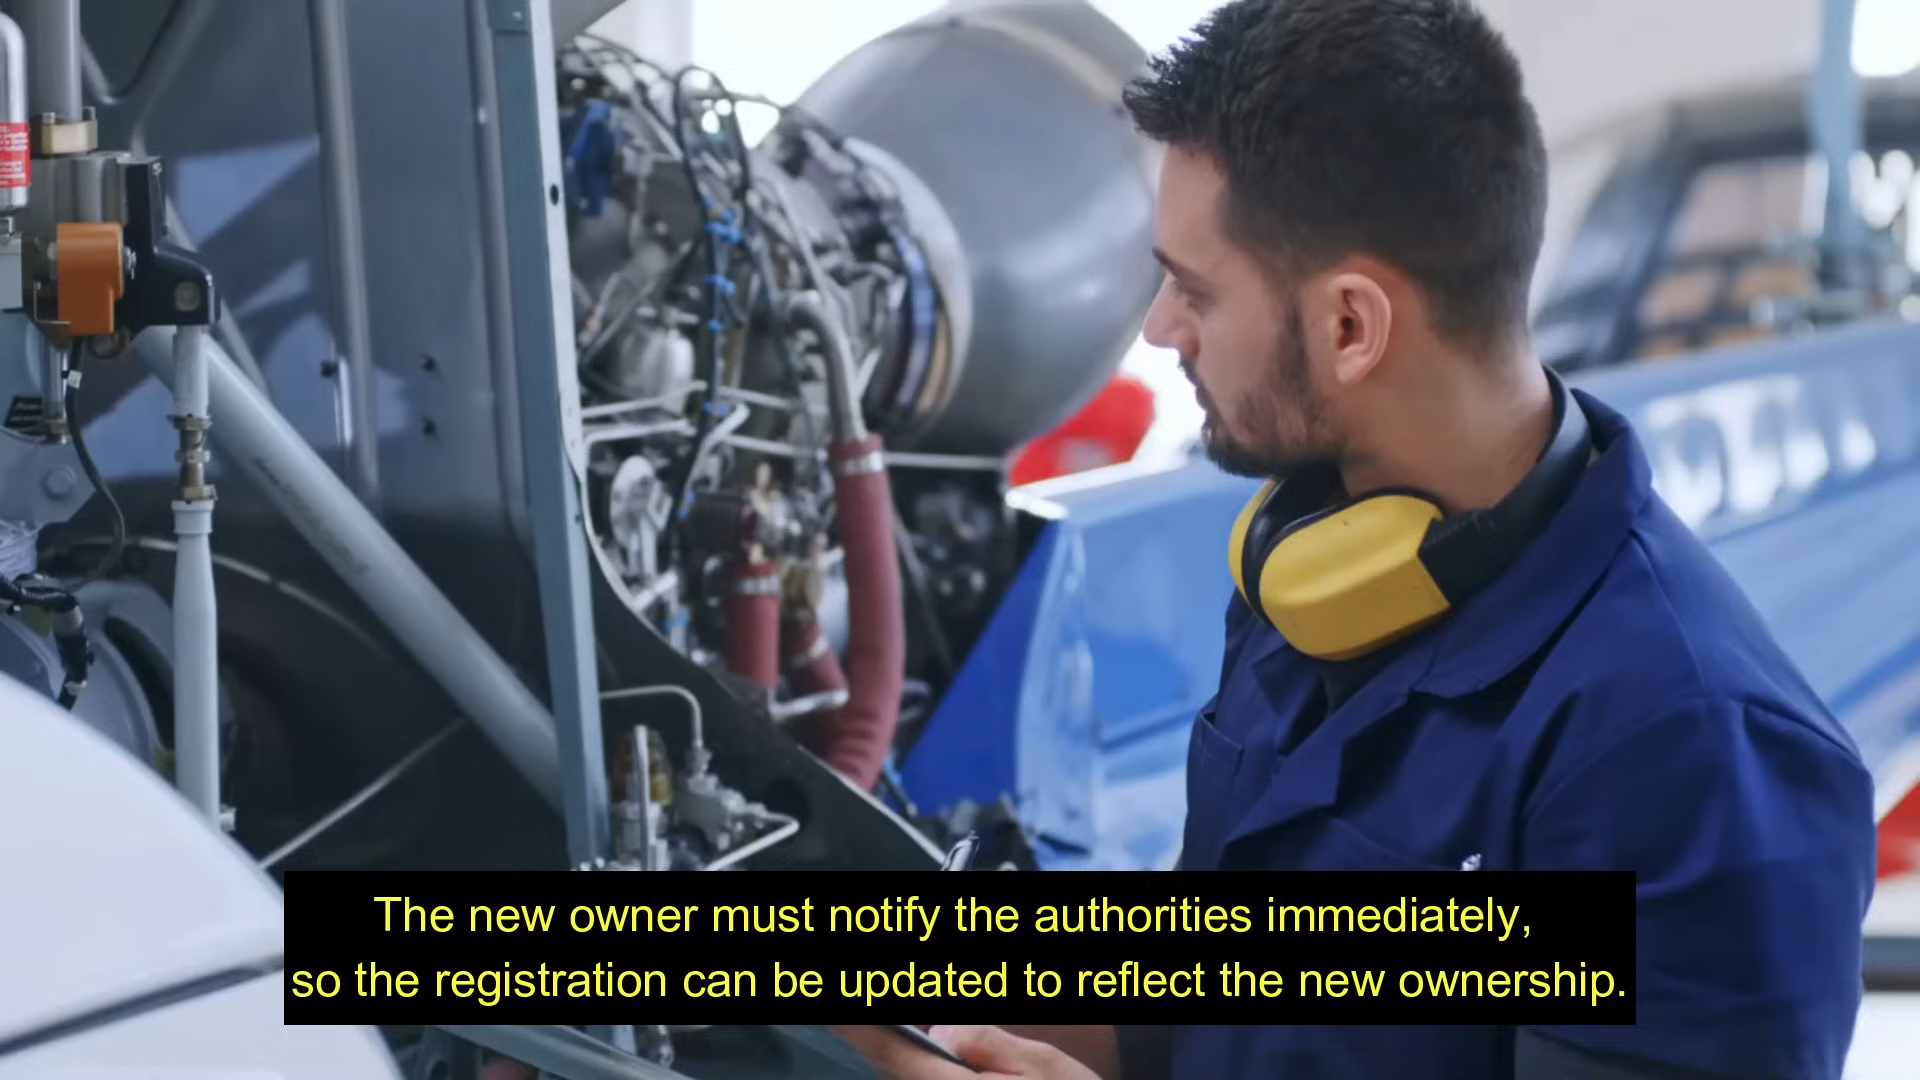 The new owner must notify the authorities immediately,
so the registration can be updated to reflect the new ownership.